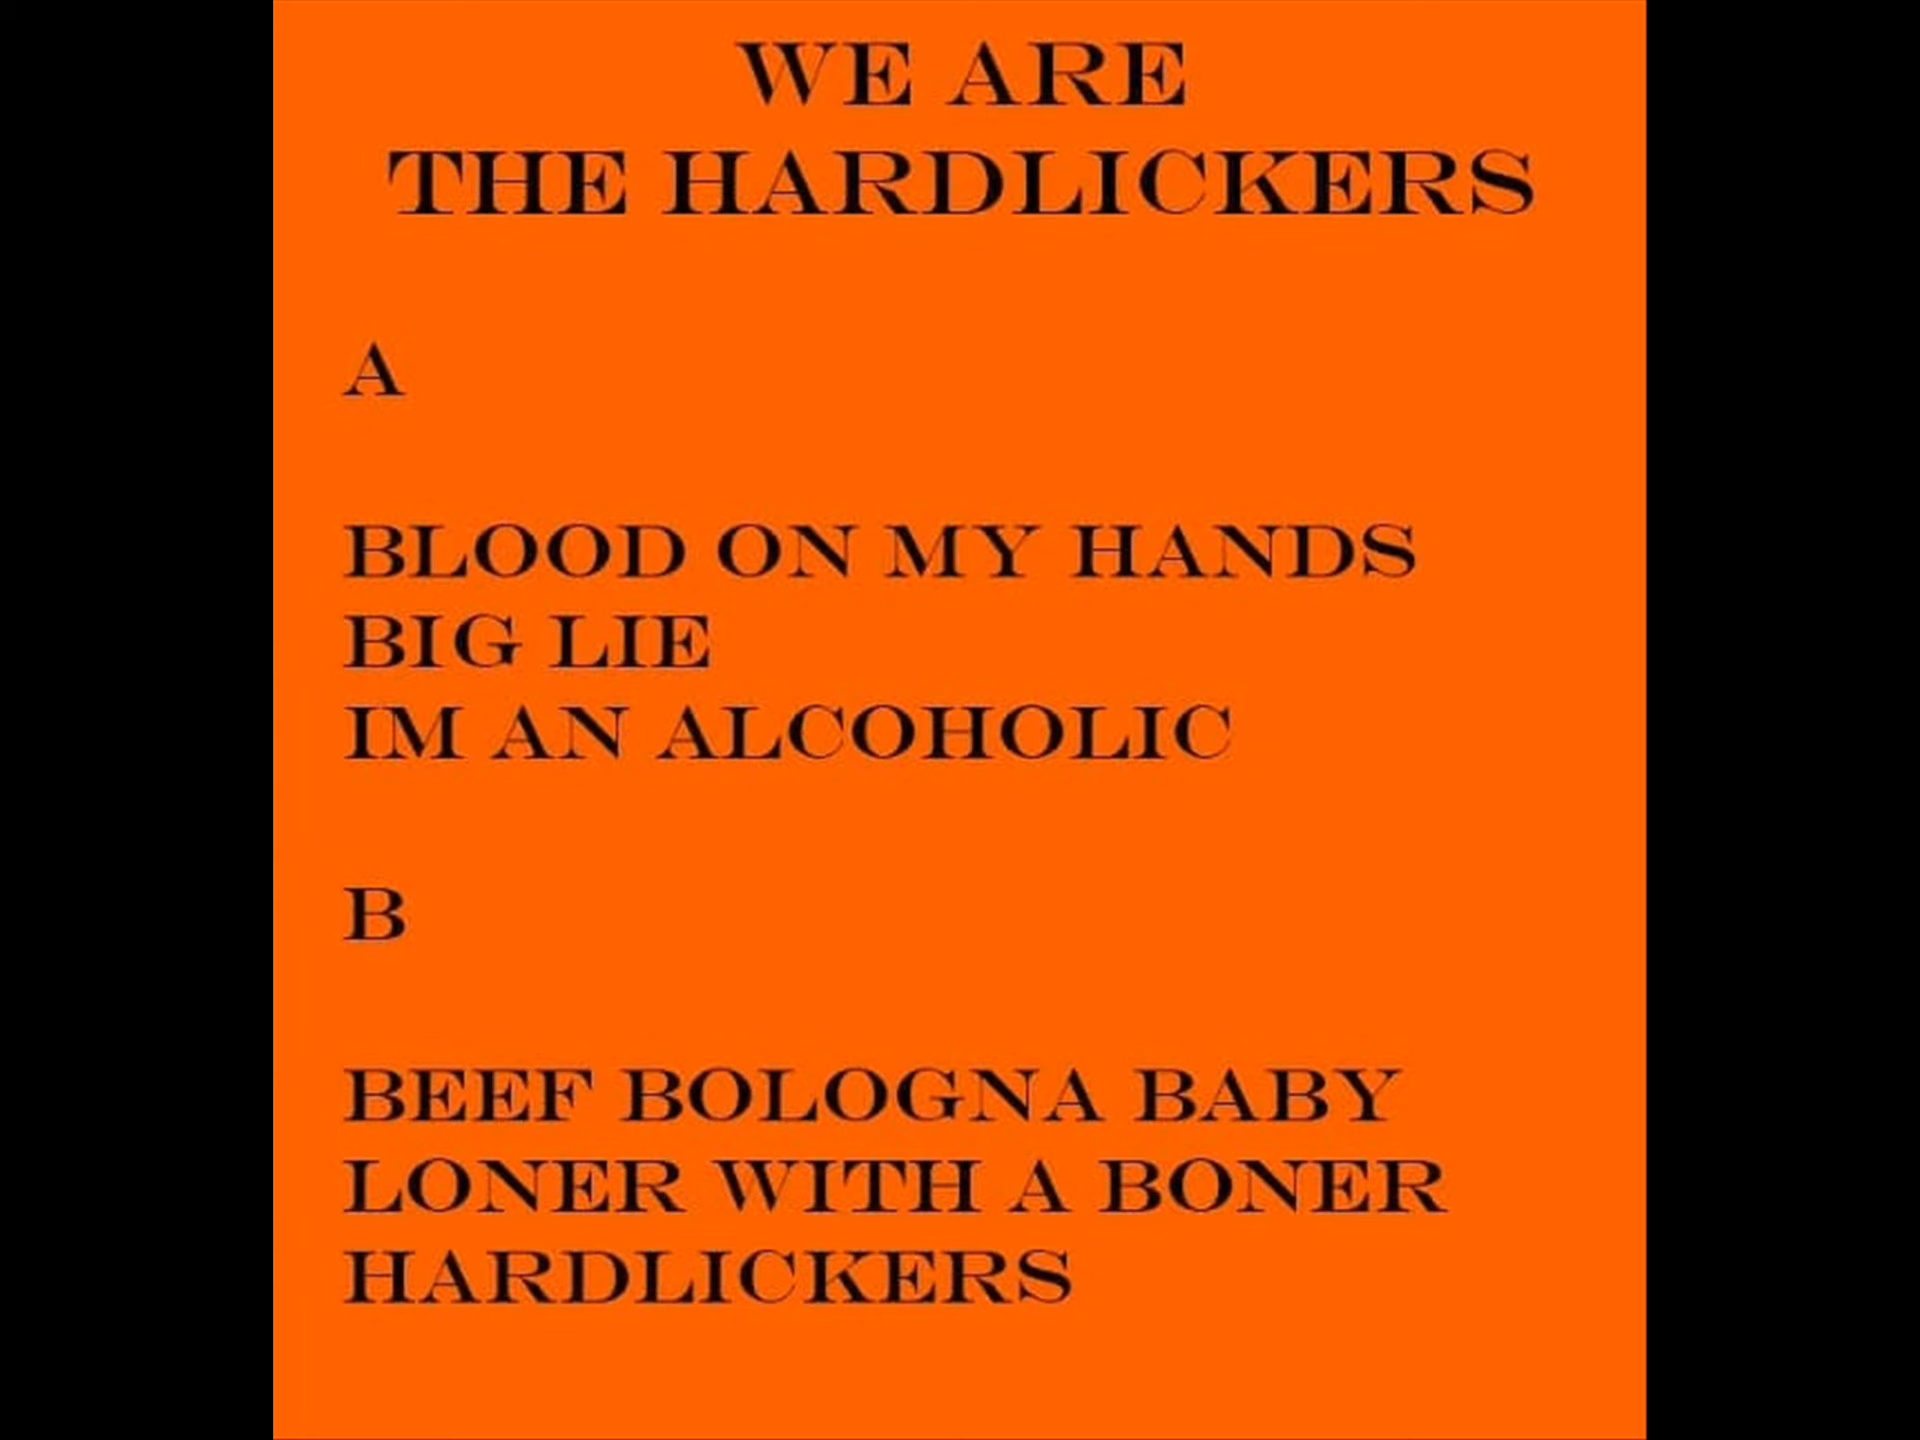 WE ARE
THE HARDLICKERS
A
BLOOD ON MY HANDS
BIG LIE
IM AN ALCOHOLIC
B
BEEF BOLOGNA BABY
LONER WITH A BONER
HARDLICKERS